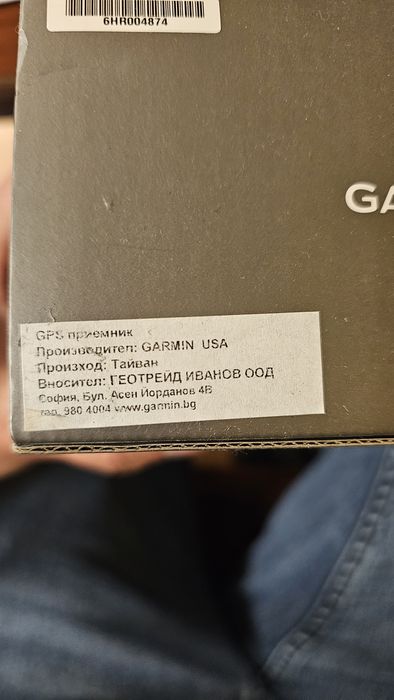 6HR004874
GA
GPS приемник
Производител: GARMIN USA
Произход: Тайван
Вносител: ГЕОТРЕЙД ИВАНОВ ООД
София, Бул. Асен Йорданов 4В
тел. 980 4004 www.garmin.bg